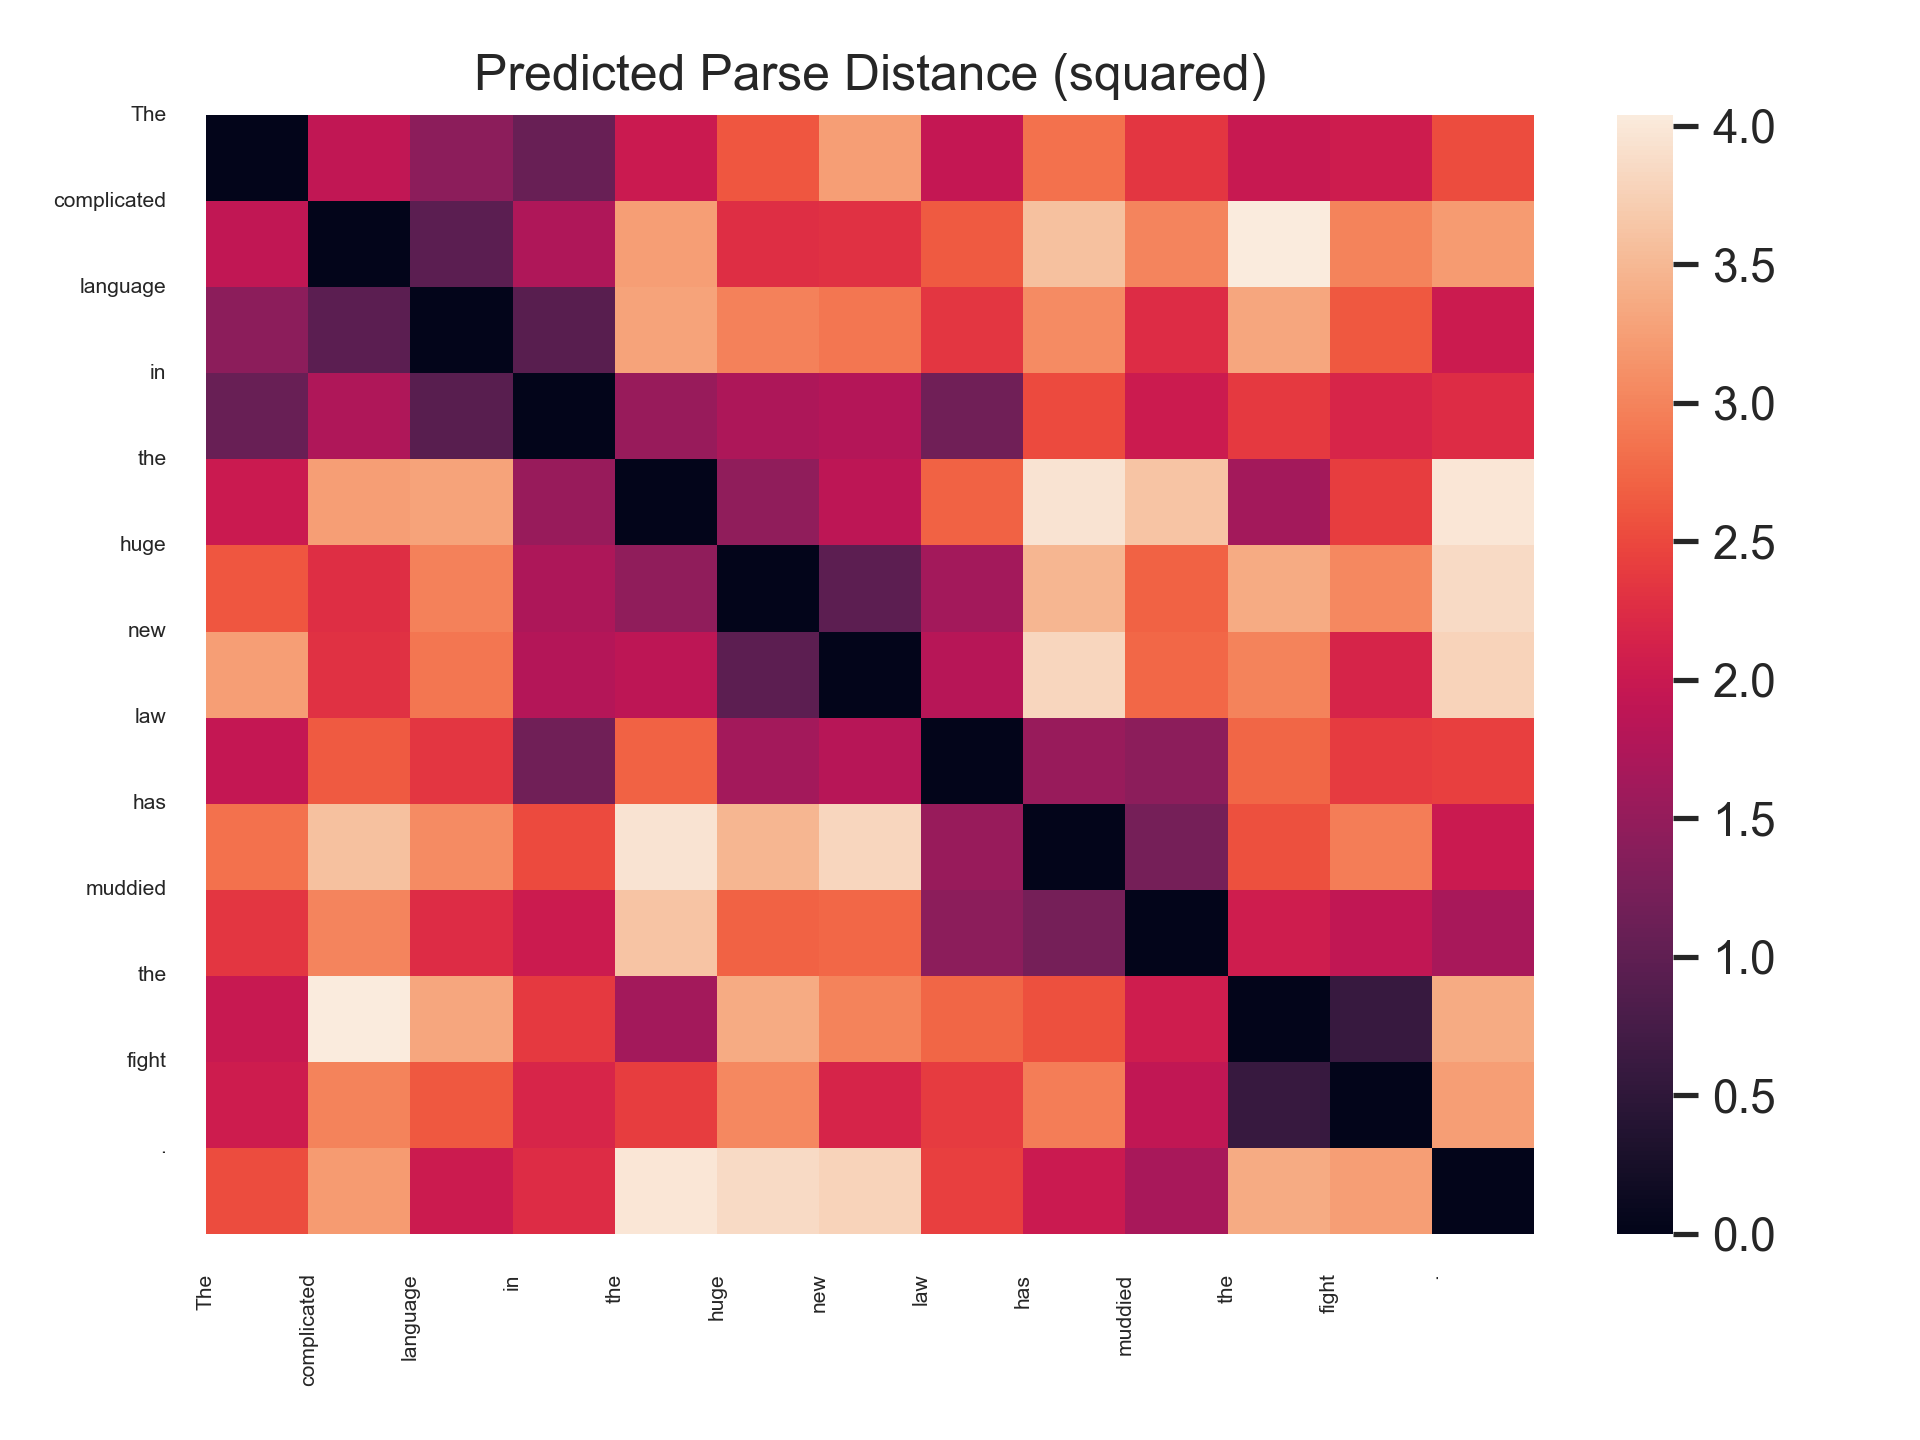 Predicted Parse Distance (squared)
The
complicated
language
in
the
huge
new
law
has
muddied
the
fight
.
4.0
3.5
3.0
2.5
2.0
1.5
1.0
0.5
0.0
The
complicated
language
in
the
huge
new
law
has
muddied
the
fight
.